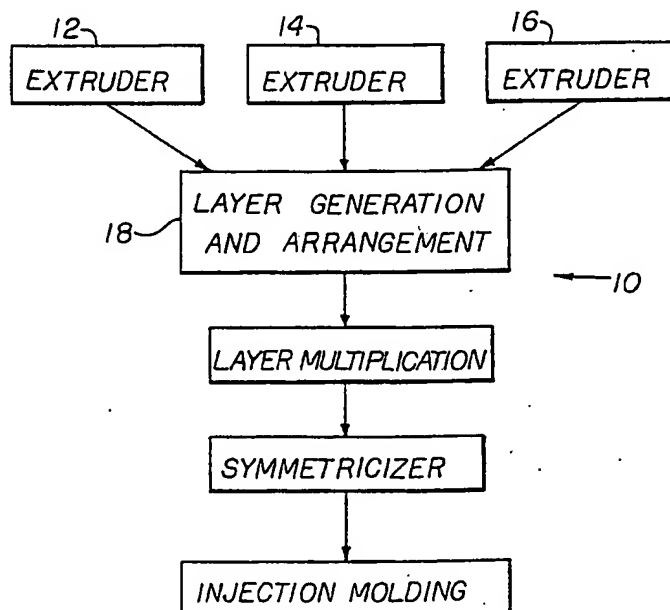 12 14 16
EXTRUDER EXTRUDER EXTRUDER
LAYER GENERATION
18 AND ARRANGEMENT
10
LAYER MULTIPLICATION
SYMMETRICIZER
INJECTION MOLDING